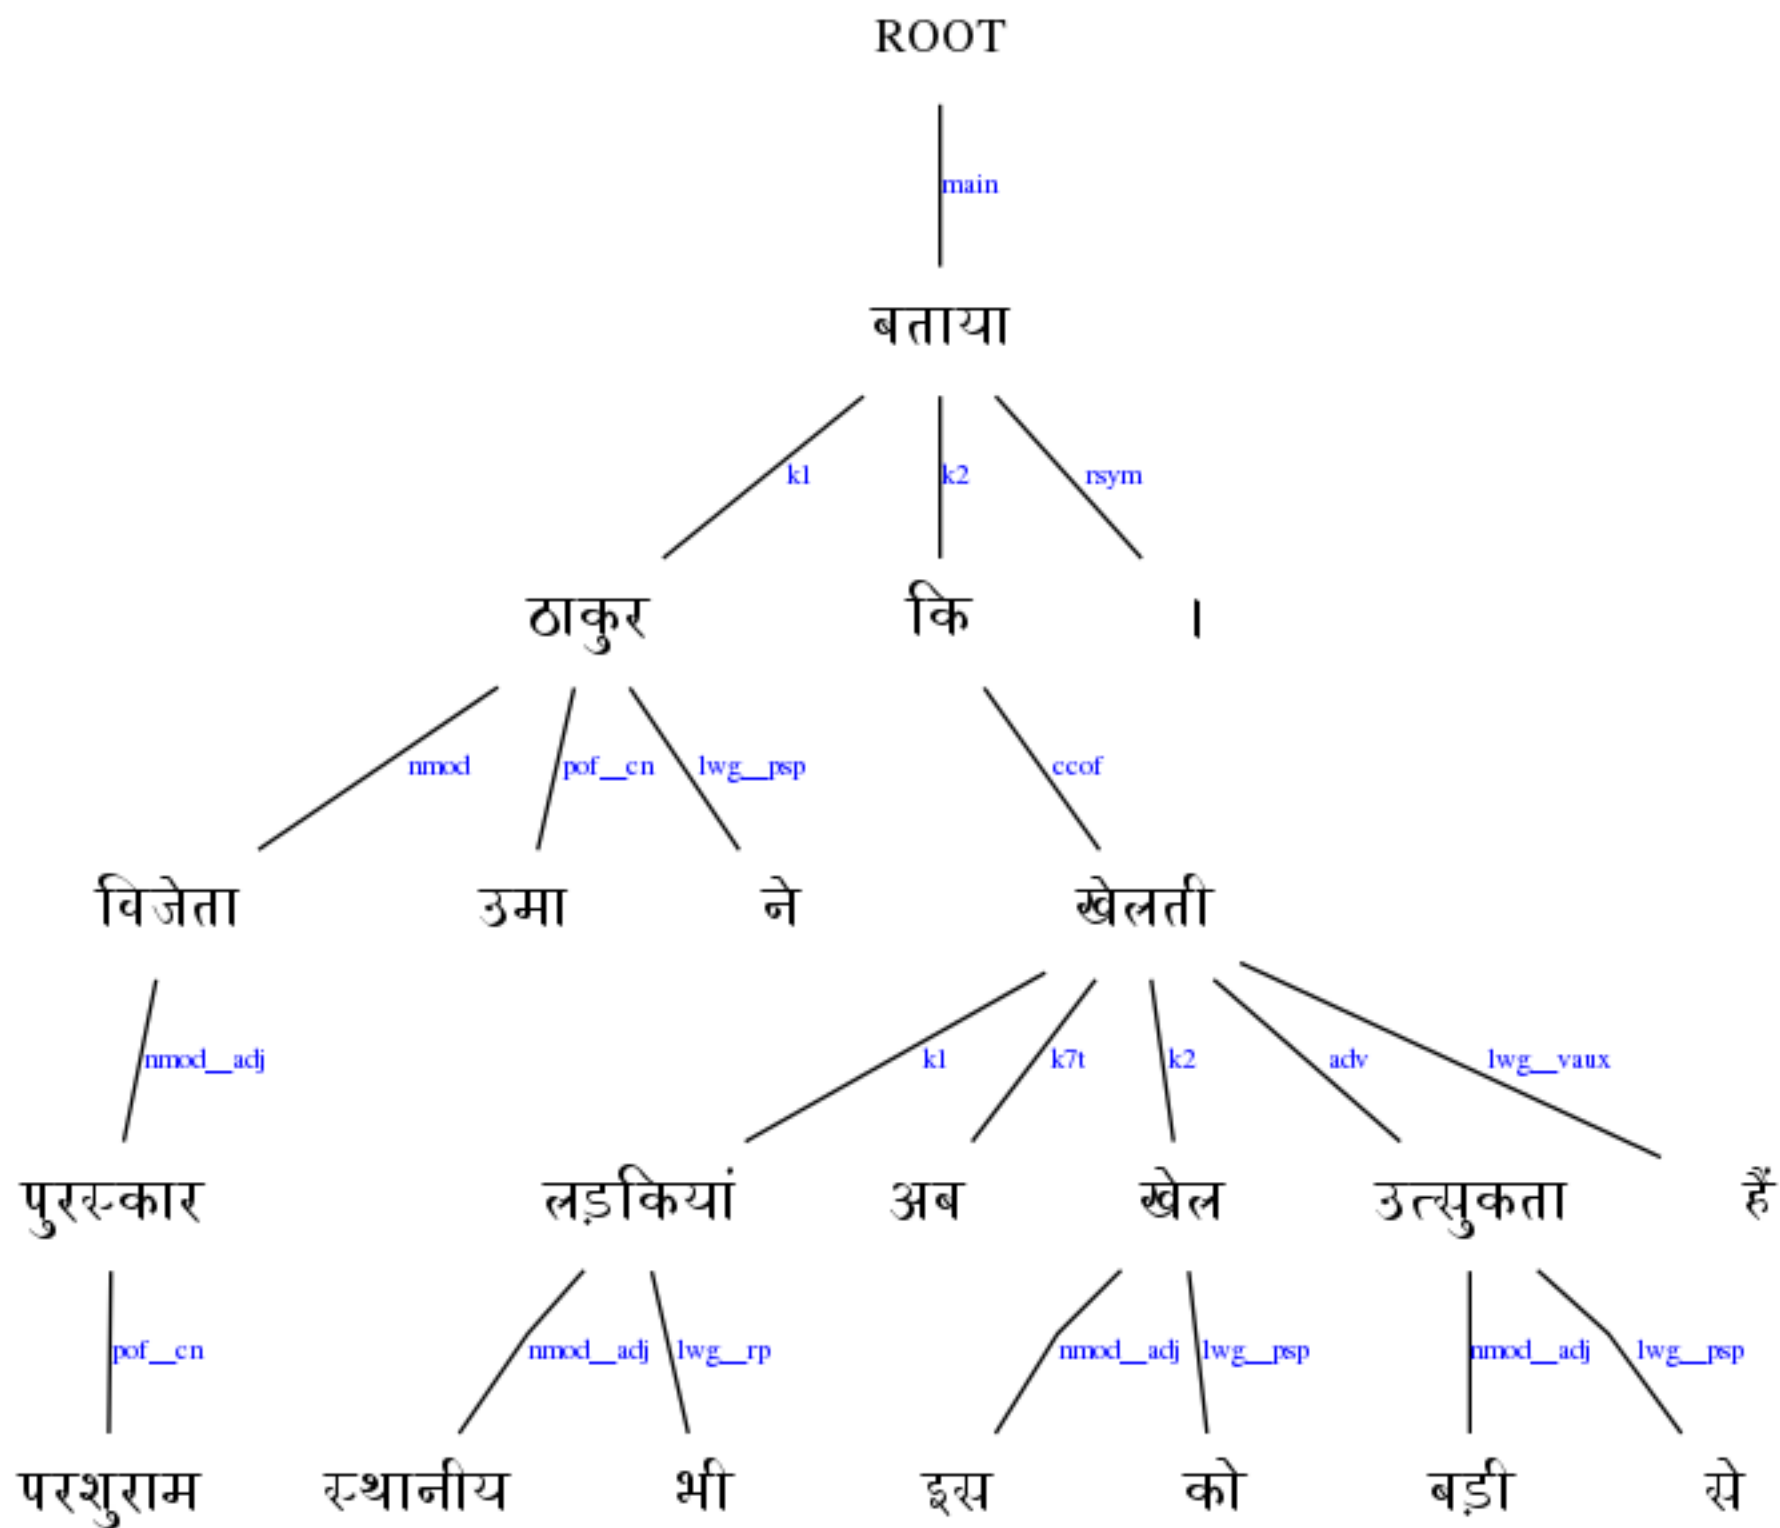 ROOT
main
बताया
k1 k2 rsym
ठाकुर कि ।
nmod pof__cn lwg__psp ccof
विजेता उमा ने खेलती
nmod__adj k1 k7t k2 adv lwg__vaux
पुरस्कार लड़कियां अब खेल उत्सुकता हैं
pof__cn nmod__adj lwg__rp nmod__adj lwg__psp nmod__adj lwg__psp
परशुराम स्थानीय भी इस को बड़ी से